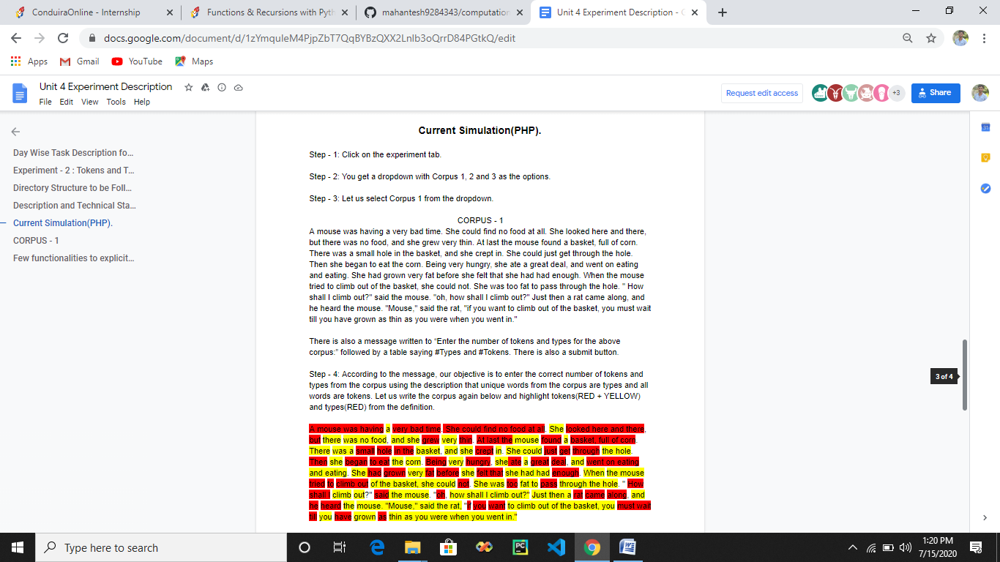 ConduiraOnline - Internship
Functions & Recursions with Pyth
mahantesh9284343/computation
Unit 4 Experiment Description - G
docs.google.com/document/d/1zYmquIeM4PjpZbT7QqBYBzQXX2LnIb3oQrrD84PGtkQ/edit
Apps Gmail YouTube Maps
Unit 4 Experiment Description
File Edit View Tools Help
Request edit access
+3
Share
Day Wise Task Description fo...
Experiment - 2 : Tokens and T...
Directory Structure to be Foll...
Description and Technical Sta...
Current Simulation(PHP).
CORPUS - 1
Few functionalities to explicit...
Current Simulation(PHP).
Step - 1: Click on the experiment tab.
Step - 2: You get a dropdown with Corpus 1, 2 and 3 as the options.
Step - 3: Let us select Corpus 1 from the dropdown.
CORPUS - 1
A mouse was having a very bad time. She could find no food at all. She looked here and there,
but there was no food, and she grew very thin. At last the mouse found a basket, full of corn.
There was a small hole in the basket, and she crept in. She could just get through the hole.
Then she began to eat the corn. Being very hungry, she ate a great deal, and went on eating
and eating. She had grown very fat before she felt that she had had enough. When the mouse
tried to climb out of the basket, she could not. She was too fat to pass through the hole. " How
shall I climb out?" said the mouse. "oh, how shall I climb out?" Just then a rat came along, and
he heard the mouse. "Mouse," said the rat, "if you want to climb out of the basket, you must wait
till you have grown as thin as you were when you went in."
There is also a message written to “Enter the number of tokens and types for the above
corpus:” followed by a table saying #Types and #Tokens. There is also a submit button.
Step - 4: According to the message, our objective is to enter the correct number of tokens and
types from the corpus using the description that unique words from the corpus are types and all
words are tokens. Let us write the corpus again below and highlight tokens(RED + YELLOW)
and types(RED) from the definition.
A mouse was having a very bad time. She could find no food at all. She looked here and there,
but there was no food, and she grew very thin. At last the mouse found a basket, full of corn.
There was a small hole in the basket, and she crept in. She could just get through the hole.
Then she began to eat the corn. Being very hungry, she ate a great deal, and went on eating
and eating. She had grown very fat before she felt that she had had enough. When the mouse
tried to climb out of the basket, she could not. She was too fat to pass through the hole. " How
shall I climb out?" said the mouse. "oh, how shall I climb out?" Just then a rat came along, and
he heard the mouse. "Mouse," said the rat, "if you want to climb out of the basket, you must wait
till you have grown as thin as you were when you went in."
3 of 4
31
Type here to search
PC
1:20 PM
7/15/2020